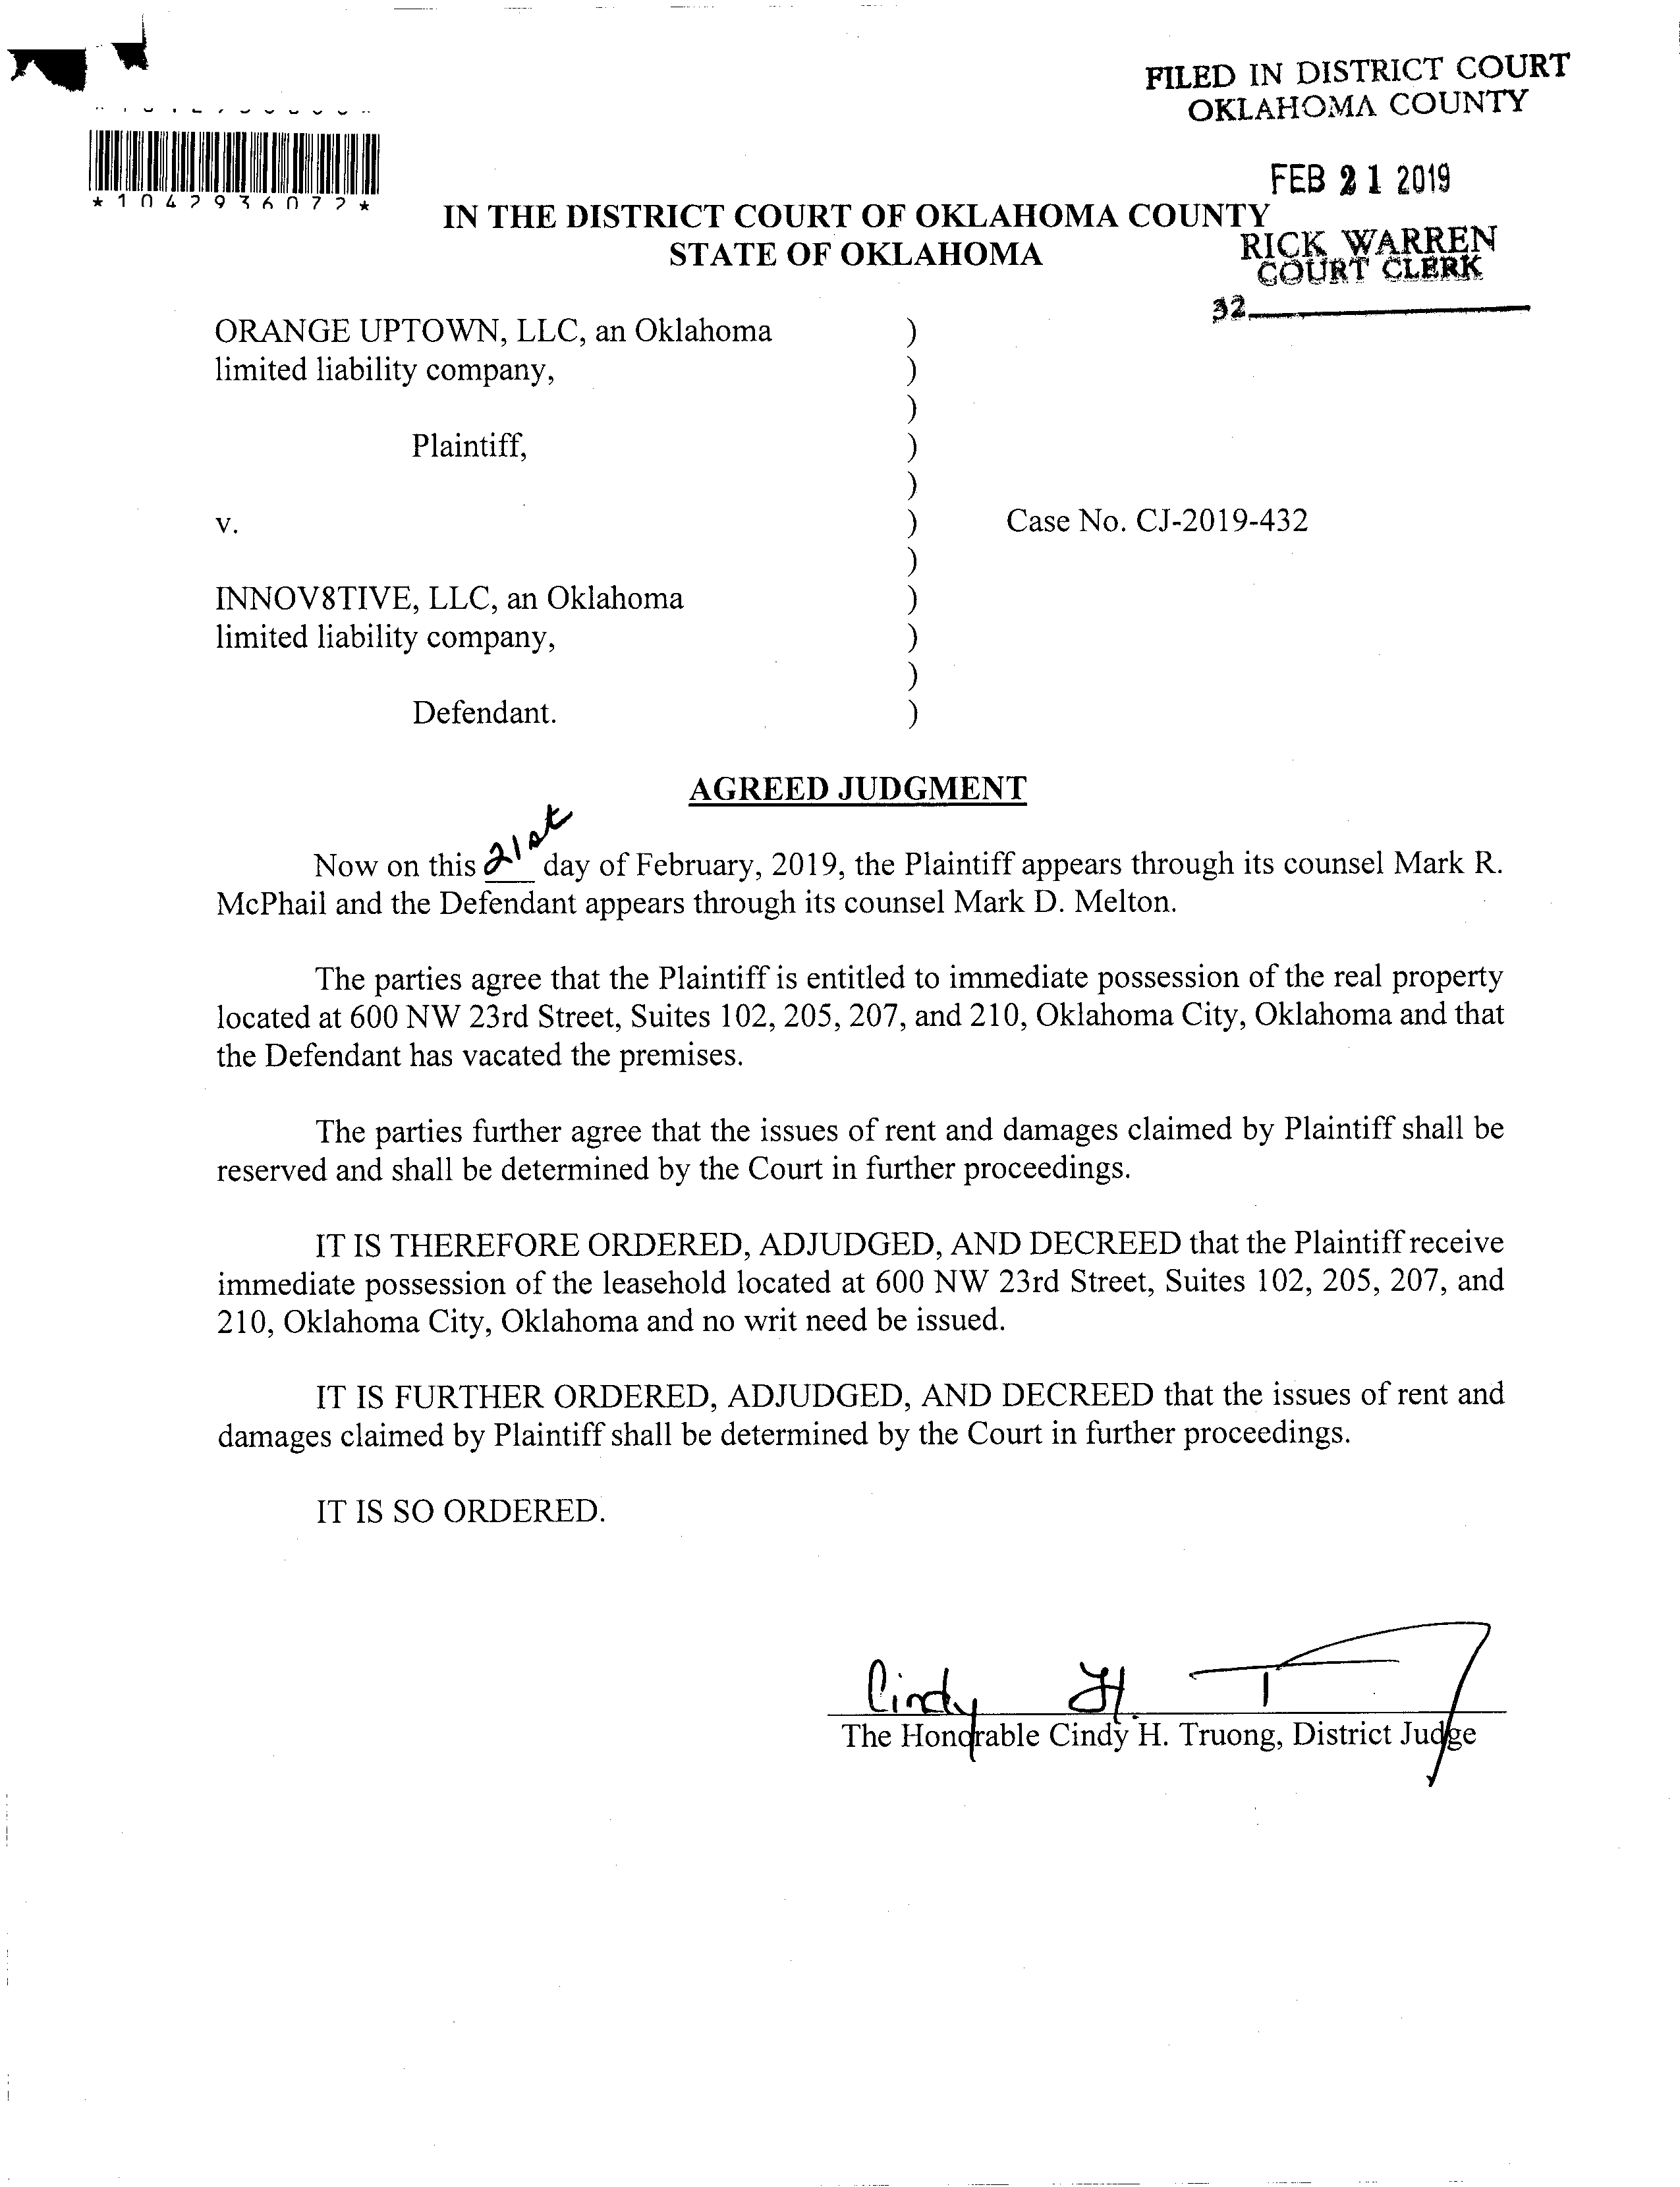 FILED IN DISTRICT COURT
OKLAHOMA COUNTY
FEB 21 2019
RICK WARREN
COURT CLERK
32
*1042936072*
IN THE DISTRICT COURT OF OKLAHOMA COUNTY
STATE OF OKLAHOMA
ORANGE UPTOWN, LLC, an Oklahoma )
limited liability company, )
)
Plaintiff, )
)
v. ) Case No. CJ-2019-432
)
INNOV8TIVE, LLC, an Oklahoma )
limited liability company, )
)
Defendant. )
AGREED JUDGMENT
Now on this 21st day of February, 2019, the Plaintiff appears through its counsel Mark R.
McPhail and the Defendant appears through its counsel Mark D. Melton.
The parties agree that the Plaintiff is entitled to immediate possession of the real property
located at 600 NW 23rd Street, Suites 102, 205, 207, and 210, Oklahoma City, Oklahoma and that
the Defendant has vacated the premises.
The parties further agree that the issues of rent and damages claimed by Plaintiff shall be
reserved and shall be determined by the Court in further proceedings.
IT IS THEREFORE ORDERED, ADJUDGED, AND DECREED that the Plaintiff receive
immediate possession of the leasehold located at 600 NW 23rd Street, Suites 102, 205, 207, and
210, Oklahoma City, Oklahoma and no writ need be issued.
IT IS FURTHER ORDERED, ADJUDGED, AND DECREED that the issues of rent and
damages claimed by Plaintiff shall be determined by the Court in further proceedings.
IT IS SO ORDERED.
Cindy H. T
The Honorable Cindy H. Truong, District Judge